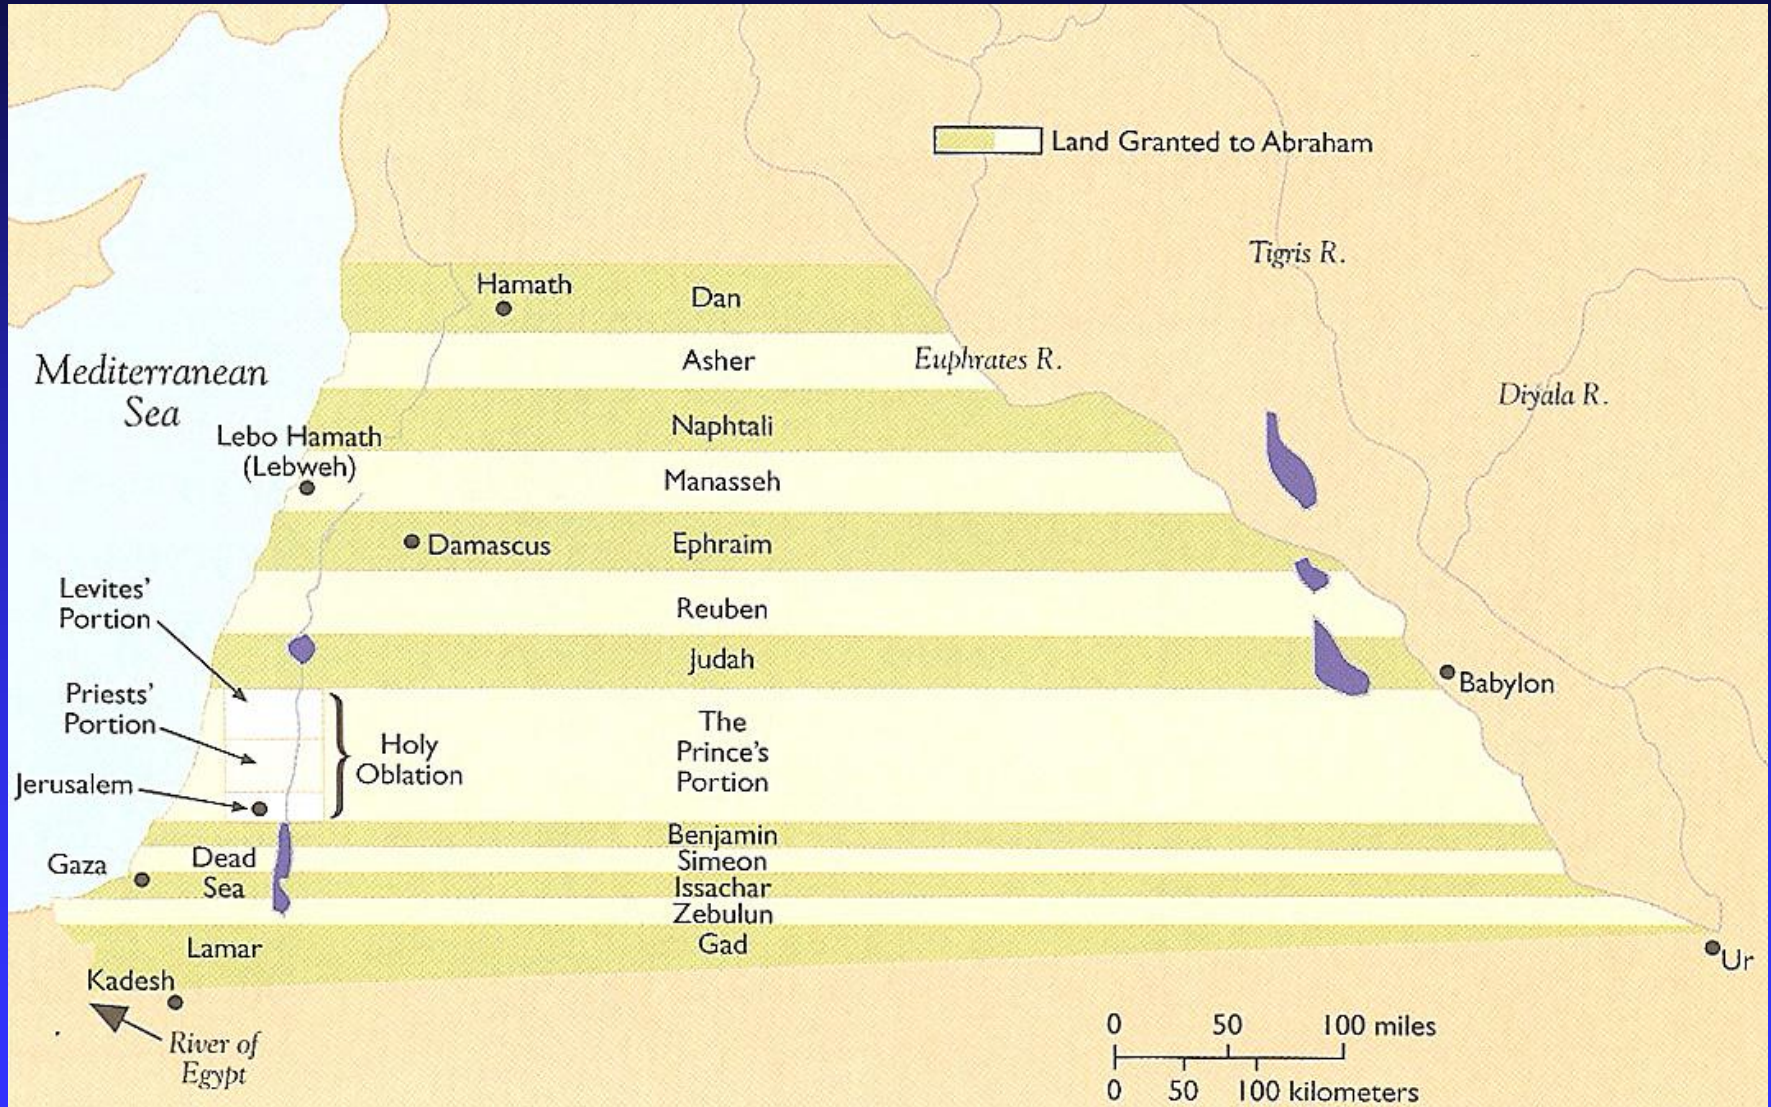 Land Granted to Abraham
Tigris R.
Hamath
Dan
Mediterranean
Sea
Asher
Euphrates R.
Diyala R.
Naphtali
Lebo Hamath
(Lebweh)
Manasseh
Damascus
Ephraim
Levites’
Portion
Reuben
Judah
Babylon
Priests’
Portion
Holy
Oblation
The
Prince’s
Portion
Jerusalem
Benjamin
Gaza
Dead
Sea
Simeon
Issachar
Zebulun
Lamar
Gad
Kadesh
Ur
River of
Egypt
0 50 100 miles
0 50 100 kilometers